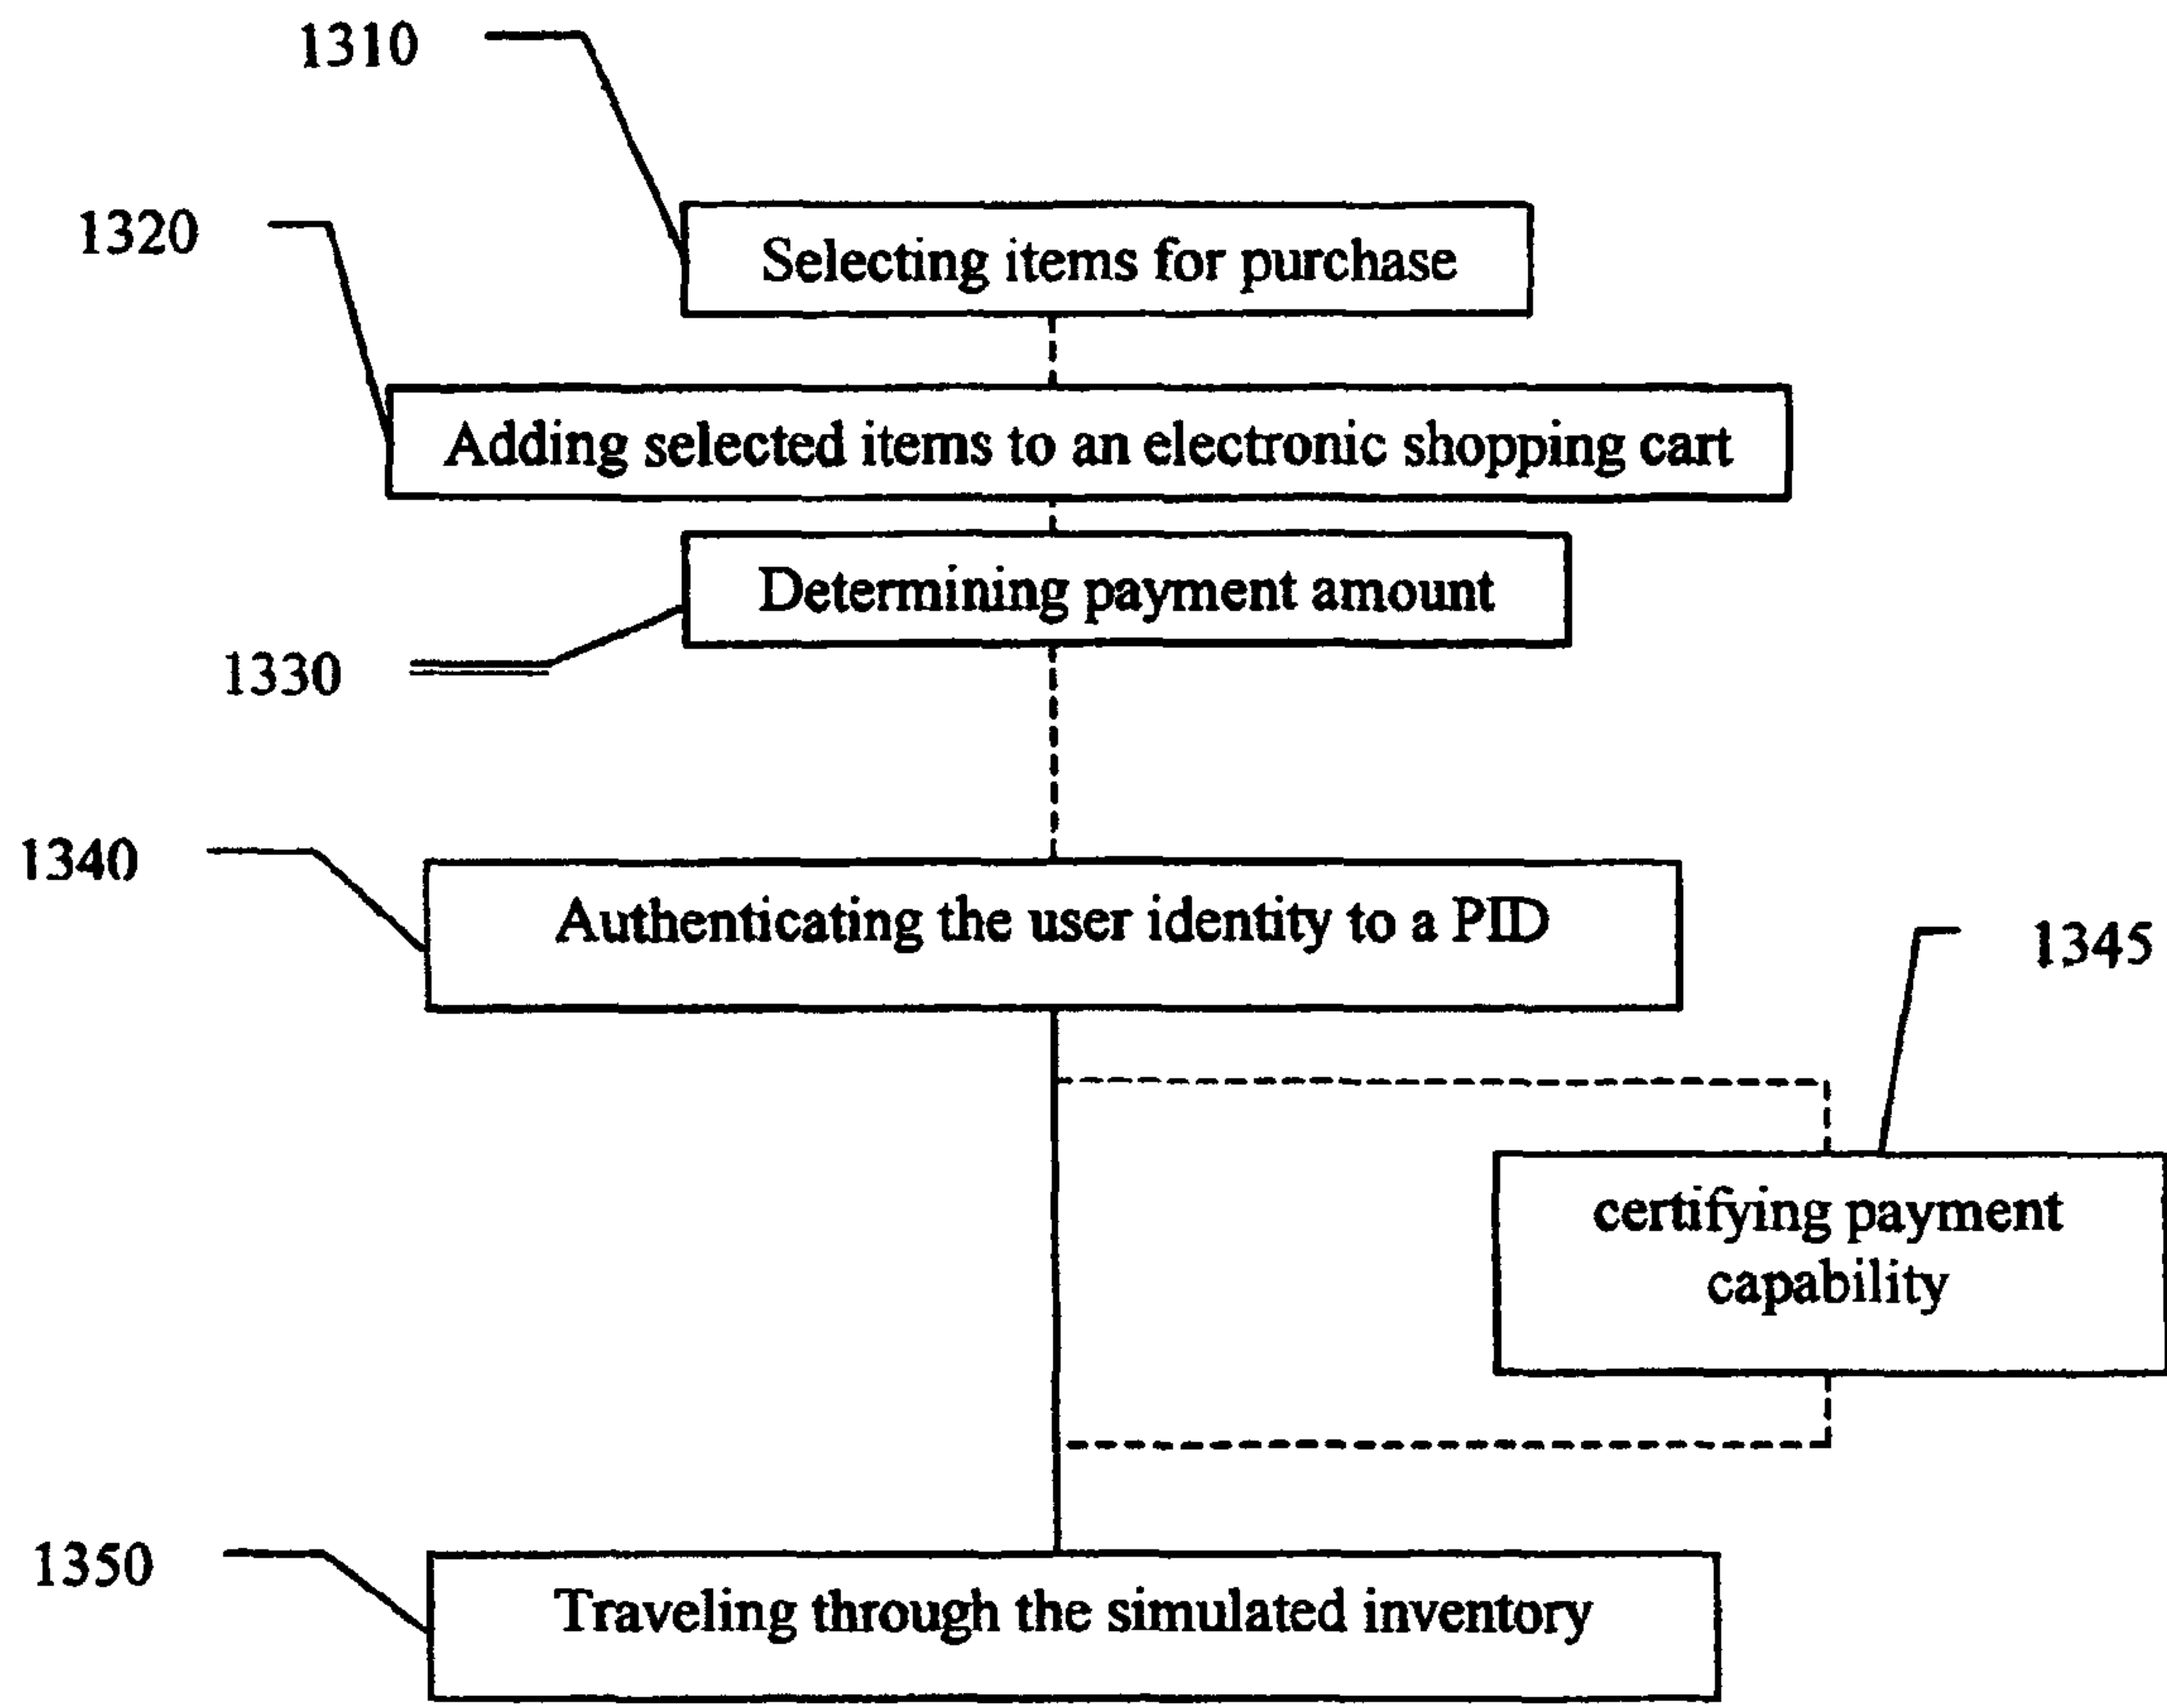 1310
Selecting items for purchase
1320
Adding selected items to an electronic shopping cart
Determining payment amount
1330
1340
Authenticating the user identity to a PID
1345
certifying payment
capability
1350
Traveling through the simulated inventory